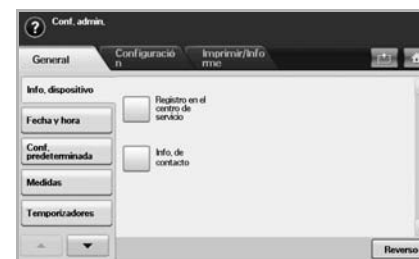 ? Conf. admin.
General
Configuració
n
Imprimir/Info
rme
Info. dispositivo
Registro en el
centro de
servicio
Fecha y hora
Conf.
predeterminada
Info. de
contacto
Medidas
Temporizadores
Reverso